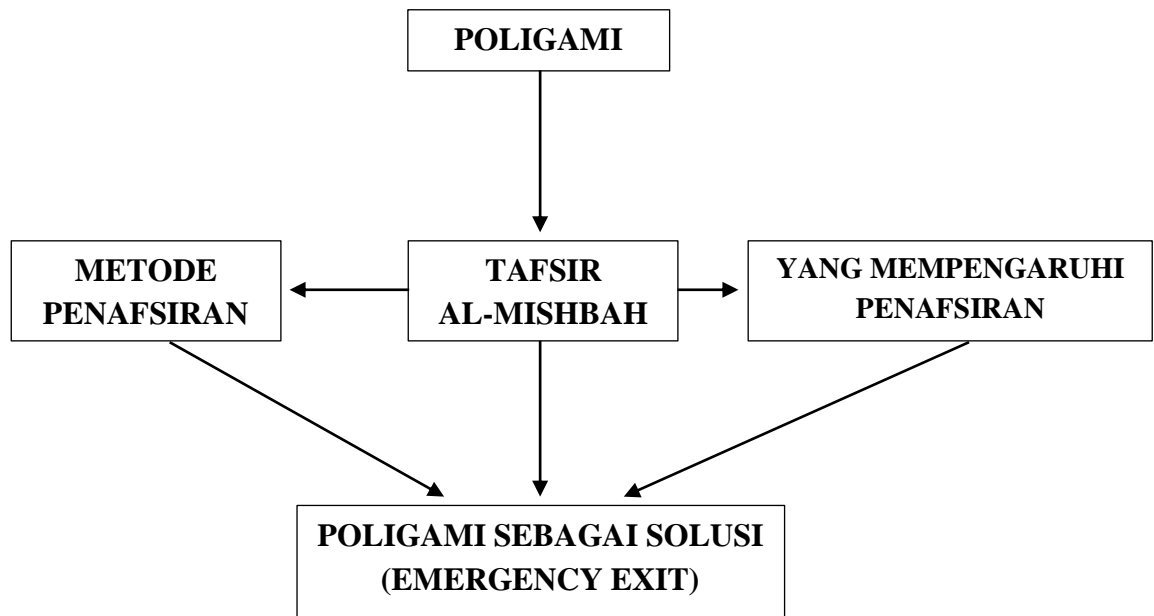 POLIGAMI
METODE
PENAFSIRAN
TAFSIR
AL-MISHBAH
YANG MEMPENGARUHI
PENAFSIRAN
POLIGAMI SEBAGAI SOLUSI
(EMERGENCY EXIT)